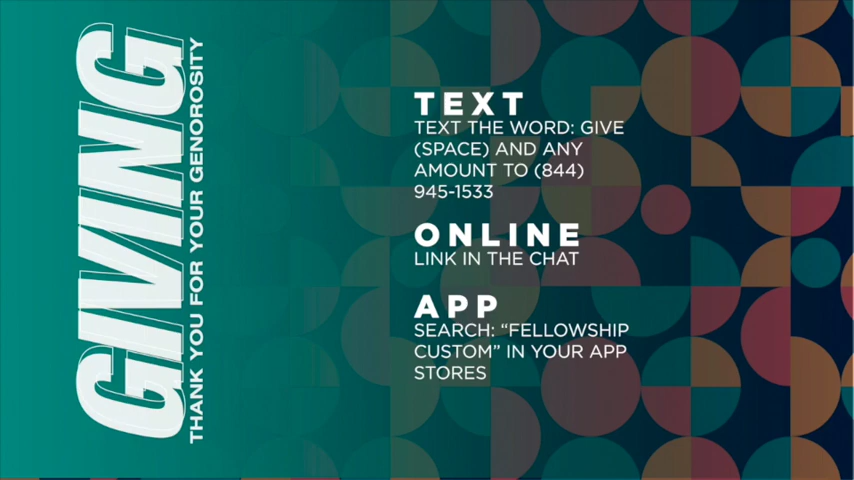 GIVING
THANK YOU FOR YOUR GENOROSITY
TEXT
TEXT THE WORD: GIVE
(SPACE) AND ANY
AMOUNT TO (844)
945-1533
ONLINE
LINK IN THE CHAT
APP
SEARCH: “FELLOWSHIP
CUSTOM” IN YOUR APP
STORES